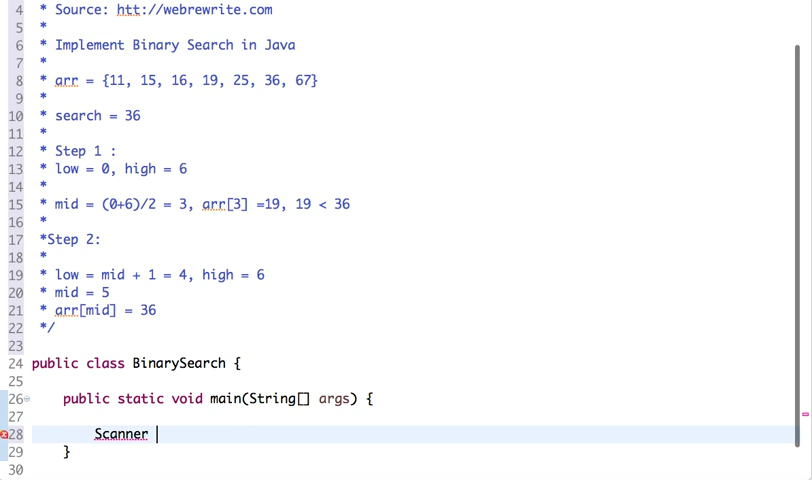 4 * Source: htt://webrewrite.com
5 *
6 * Implement Binary Search in Java
7 *
8 * arr = {11, 15, 16, 19, 25, 36, 67}
9 *
10 * search = 36
11 *
12 * Step 1 :
13 * low = 0, high = 6
14 *
15 * mid = (0+6)/2 = 3, arr[3] =19, 19 < 36
16 *
17 *Step 2:
18 *
19 * low = mid + 1 = 4, high = 6
20 * mid = 5
21 * arr[mid] = 36
22 */
23
24 public class BinarySearch {
25
26 public static void main(String[] args) {
27
28 Scanner
29 }
30